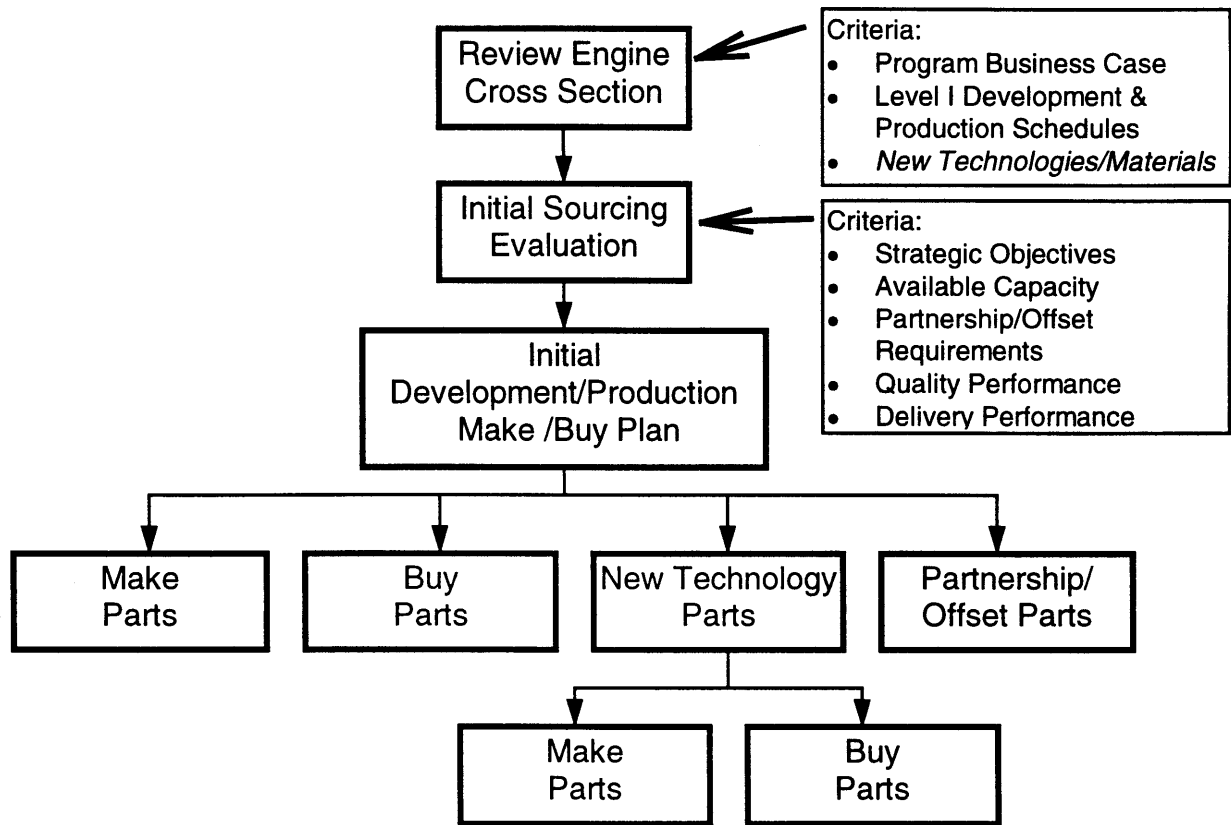 Review Engine
Cross Section
Criteria:
• Program Business Case
• Level I Development &
Production Schedules
• New Technologies/Materials
Initial Sourcing
Evaluation
Criteria:
• Strategic Objectives
• Available Capacity
• Partnership/Offset
Requirements
• Quality Performance
• Delivery Performance
Initial
Development/Production
Make /Buy Plan
Make
Parts
Buy
Parts
New Technology
Parts
Partnership/
Offset Parts
Make
Parts
Buy
Parts